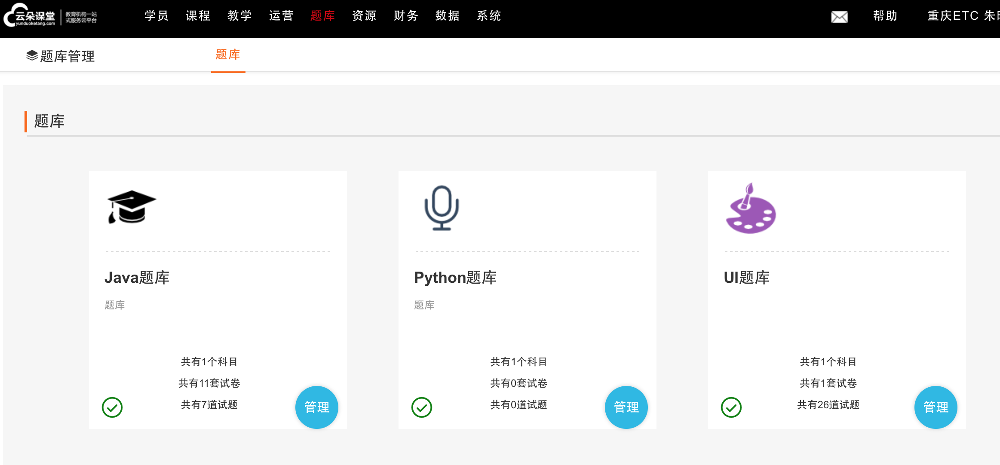 云朵课堂
yunduoketang.com
教育机构一站
式服务云平台
学员 课程 教学 运营 题库 资源 财务 数据 系统 帮助 重庆ETC 朱
题库管理 题库
题库
Java题库
题库
共有1个科目
共有11套试卷
共有7道试题
管理
Python题库
题库
共有1个科目
共有0套试卷
共有0道试题
管理
UI题库
共有1个科目
共有1套试卷
共有26道试题
管理